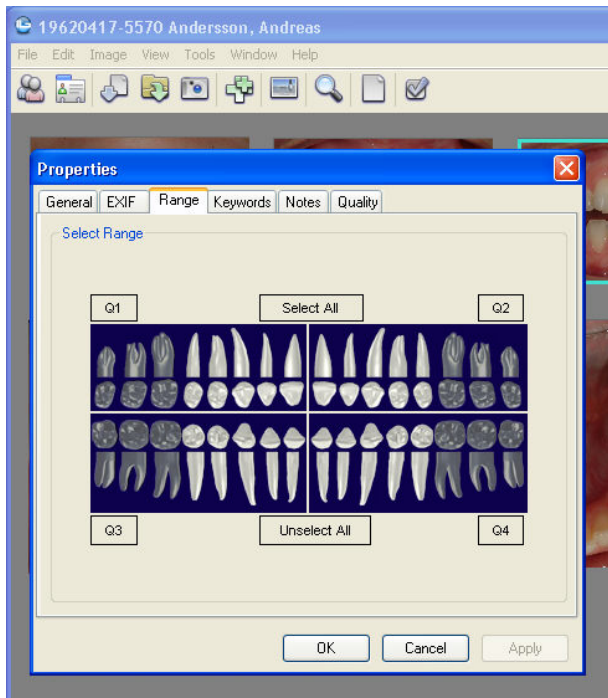 19620417-5570 Andersson, Andreas
File Edit Image View Tools Window Help
Properties
General EXIF Range Keywords Notes Quality
Select Range
Q1 Select All Q2
Q3 Unselect All Q4
OK Cancel Apply